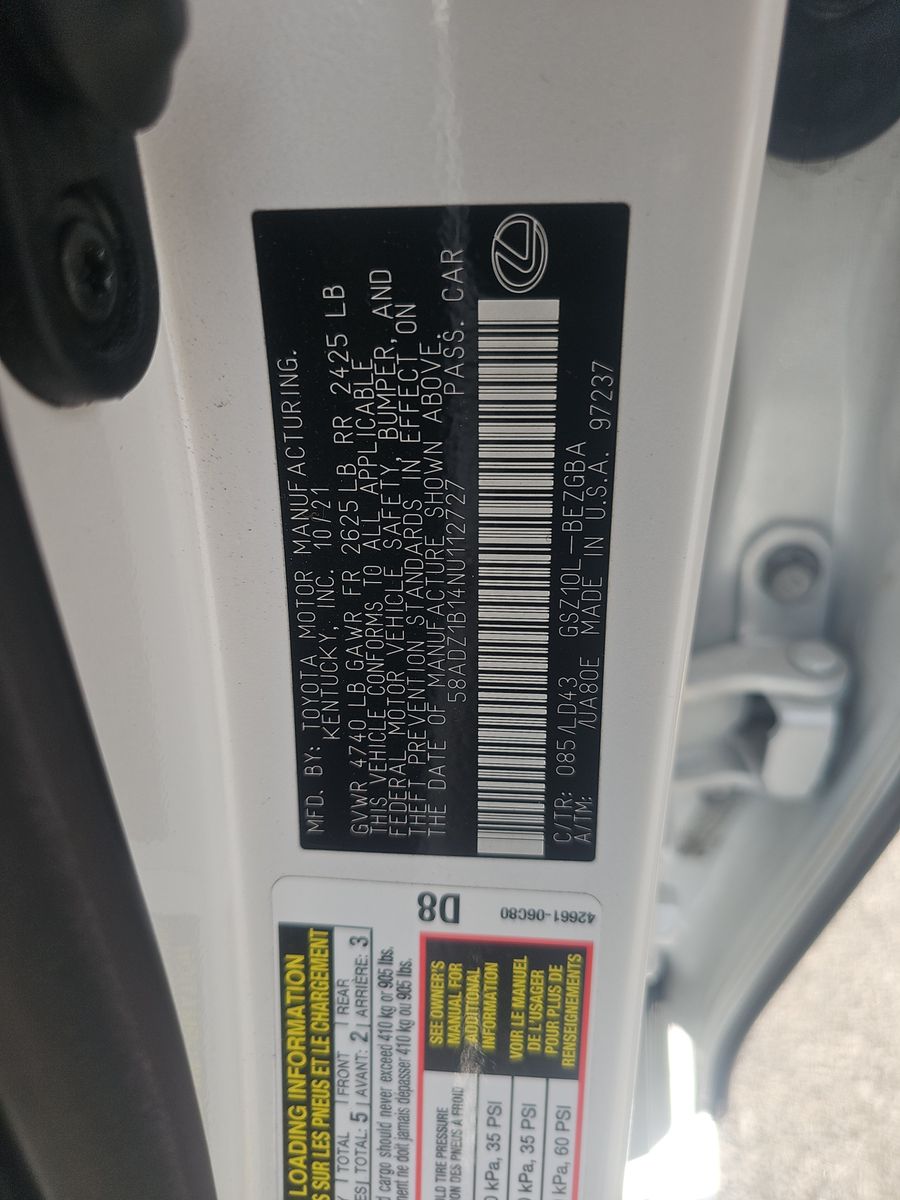 MFD. BY: TOYOTA MOTOR MANUFACTURING.
KENTUCKY, INC. 10/21
GVWR 4740 LB GAWR FR 2625 LB RR 2425 LB
THIS VEHICLE CONFORMS TO ALL APPLICABLE
FEDERAL MOTOR VEHICLE SAFETY, BUMPER, AND
THEFT PREVENTION STANDARDS IN EFFECT ON
THE DATE OF MANUFACTURE SHOWN ABOVE.
58ADZ1B14NU112727 PASS. CAR
C/TR: 085/LD43 GSZ10L-BEZGBA
A/TM: /UA80E MADE IN U.S.A. 97237
D8
42661-06C80
LOADING INFORMATION
SUR LES PNEUS ET LE CHARGEMENT
TOTAL FRONT REAR
TOTAL: 5 AVANT: 2 ARRIÈRE: 3
cargo should never exceed 410 kg or 905 lbs.
ne doit jamais dépasser 410 kg ou 905 lbs.
TIRE PRESSURE
DES PNEUS À FROID
kPa, 35 PSI
kPa, 35 PSI
kPa, 60 PSI
SEE OWNER'S
MANUAL FOR
ADDITIONAL
INFORMATION
VOIR LE MANUEL
DE L'USAGER
POUR PLUS DE
RENSEIGNEMENTS